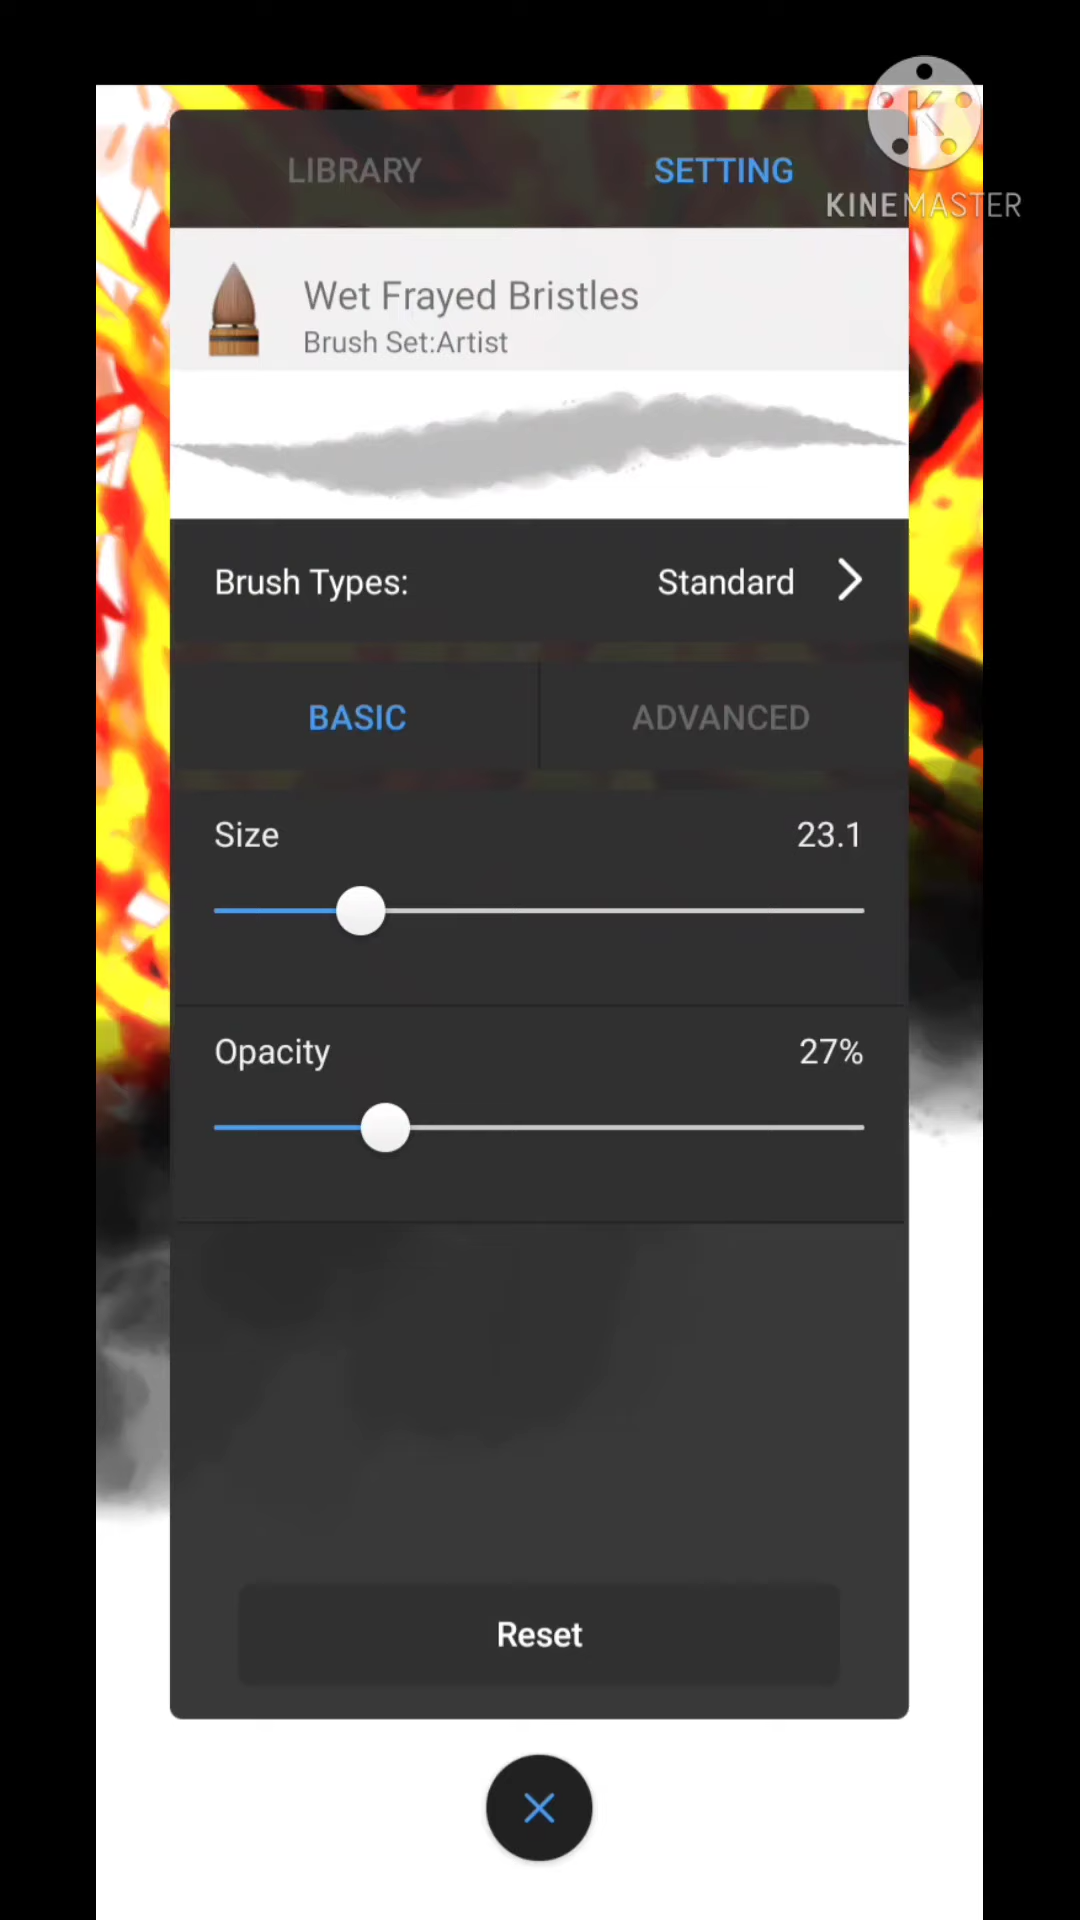 K
KINEMASTER
LIBRARY
SETTING
Wet Frayed Bristles
Brush Set:Artist
Brush Types:
Standard
BASIC
ADVANCED
Size
23.1
Opacity
27%
Reset